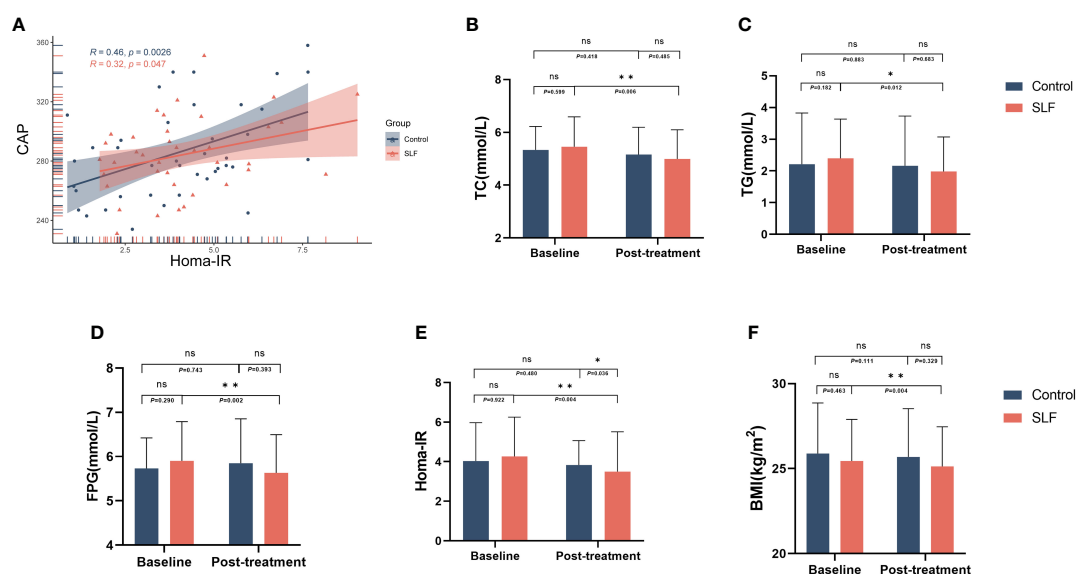 A
R = 0.46, p = 0.0026
R = 0.32, p = 0.047
CAP
360
320
280
240
2.5
5.0
7.5
Homa-IR
Group
Control
SLF
B
ns
ns
P=0.418
P=0.485
ns
**
P=0.599
P=0.006
TC(mmol/L)
8
6
4
2
Baseline
Post-treatment
C
ns
ns
P=0.883
P=0.683
ns
*
P=0.182
P=0.012
TG(mmol/L)
5
4
3
2
1
0
Baseline
Post-treatment
Control
SLF
D
ns
ns
P=0.743
P=0.393
ns
**
P=0.290
P=0.002
FPG(mmol/L)
8
7
6
5
4
Baseline
Post-treatment
E
ns
*
P=0.480
P=0.036
ns
**
P=0.922
P=0.004
Homa-IR
8
6
4
2
0
Baseline
Post-treatment
F
ns
ns
P=0.111
P=0.329
ns
**
P=0.463
P=0.004
BMI(kg/m²)
30
25
20
Baseline
Post-treatment
Control
SLF